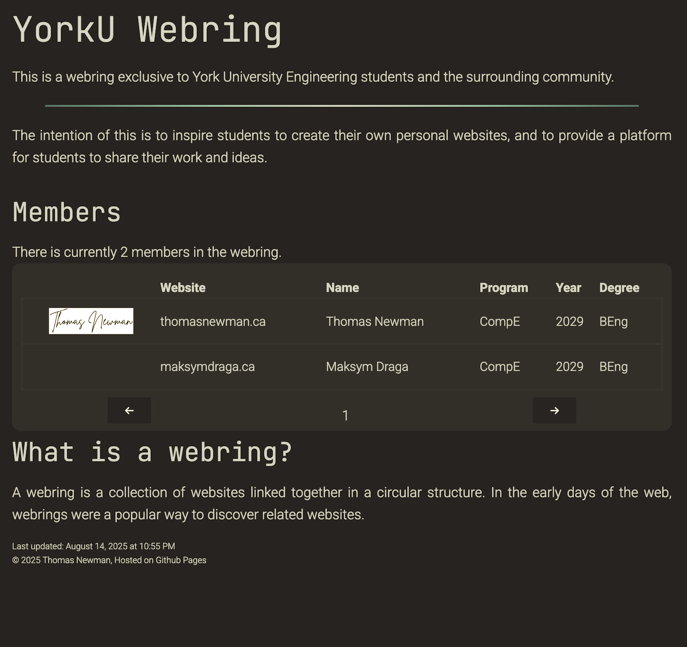 YorkU Webring
This is a webring exclusive to York University Engineering students and the surrounding community.
The intention of this is to inspire students to create their own personal websites, and to provide a platform
for students to share their work and ideas.
Members
There is currently 2 members in the webring.
Website Name Program Year Degree
Thomas Newman thomasnewman.ca Thomas Newman CompE 2029 BEng
maksymdraga.ca Maksym Draga CompE 2029 BEng
← 1 →
What is a webring?
A webring is a collection of websites linked together in a circular structure. In the early days of the web,
webrings were a popular way to discover related websites.
Last updated: August 14, 2025 at 10:55 PM
© 2025 Thomas Newman, Hosted on Github Pages